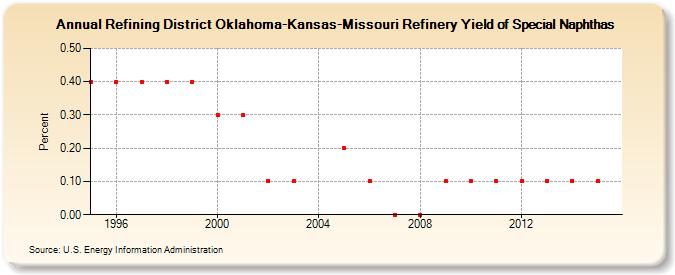 Annual Refining District Oklahoma-Kansas-Missouri Refinery Yield of Special Naphthas
Percent
0.50
0.40
0.30
0.20
0.10
0.00
1996 2000 2004 2008 2012
Source: U.S. Energy Information Administration